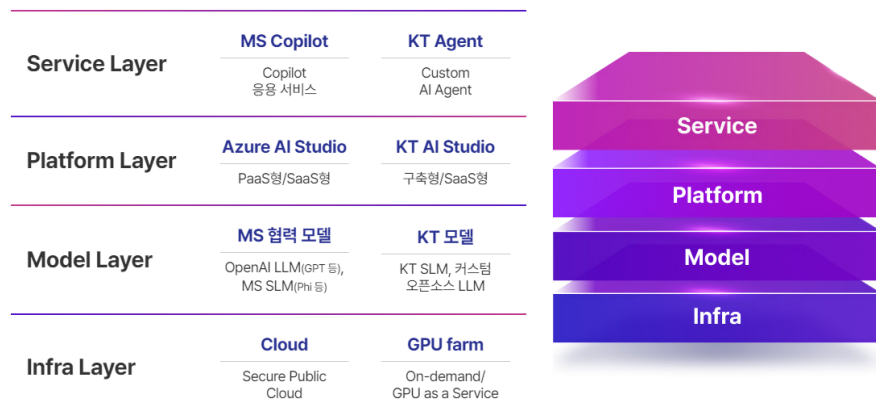 Service Layer
MS Copilot
Copilot
응용 서비스
KT Agent
Custom
AI Agent
Platform Layer
Azure AI Studio
PaaS형/SaaS형
KT AI Studio
구축형/SaaS형
Model Layer
MS 협력 모델
OpenAI LLM(GPT 등),
MS SLM(Phi 등)
KT 모델
KT SLM, 커스텀
오픈소스 LLM
Infra Layer
Cloud
Secure Public
Cloud
GPU farm
On-demand/
GPU as a Service
Service
Platform
Model
Infra